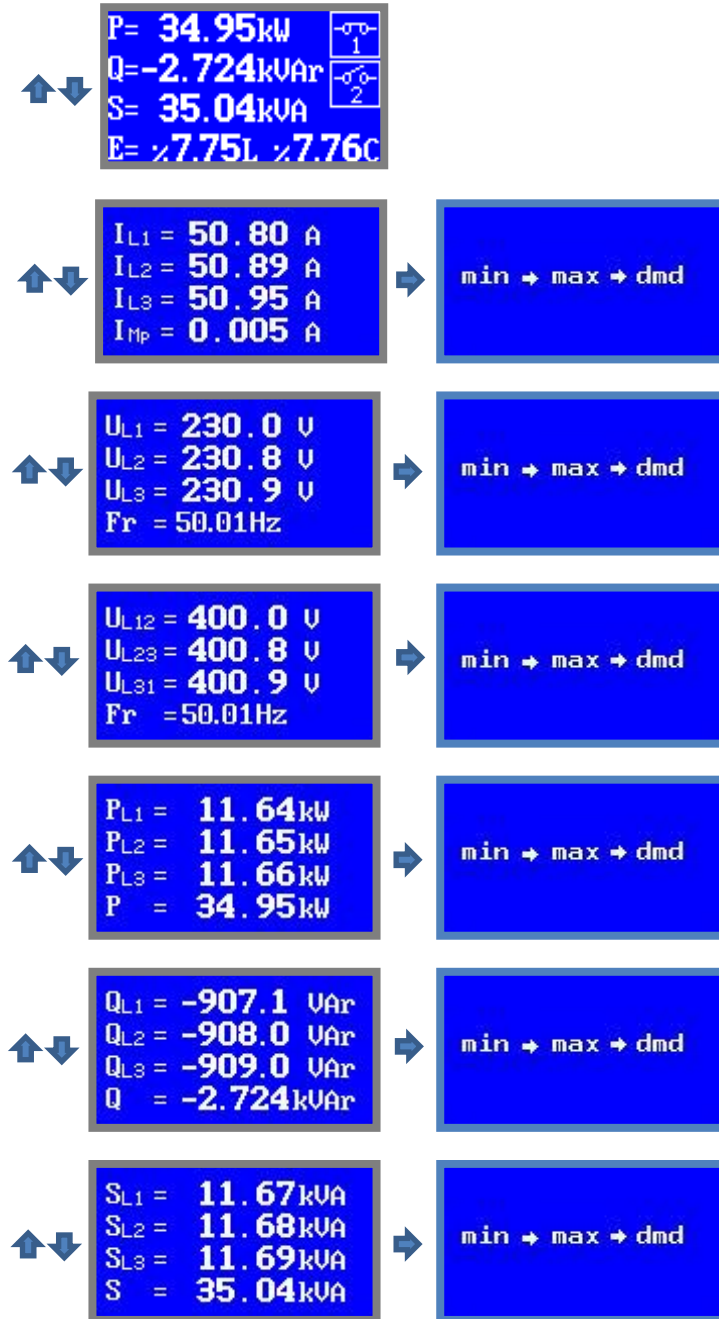 P= 34.95kW
1
Q=-2.724kVAr
2
S= 35.04kVA
E= %7.75L %7.76C
IL1 = 50.80 A
IL2 = 50.89 A
IL3 = 50.95 A
IMp = 0.005 A
min → max → dmd
UL1 = 230.0 V
UL2 = 230.8 V
UL3 = 230.9 V
Fr = 50.01Hz
min → max → dmd
UL12 = 400.0 V
UL23 = 400.8 V
UL31 = 400.9 V
Fr =50.01Hz
min → max → dmd
PL1 = 11.64kW
PL2 = 11.65kW
PL3 = 11.66kW
P = 34.95kW
min → max → dmd
QL1 = -907.1 VAr
QL2 = -908.0 VAr
QL3 = -909.0 VAr
Q = -2.724kVAr
min → max → dmd
SL1 = 11.67kVA
SL2 = 11.68kVA
SL3 = 11.69kVA
S = 35.04kVA
min → max → dmd